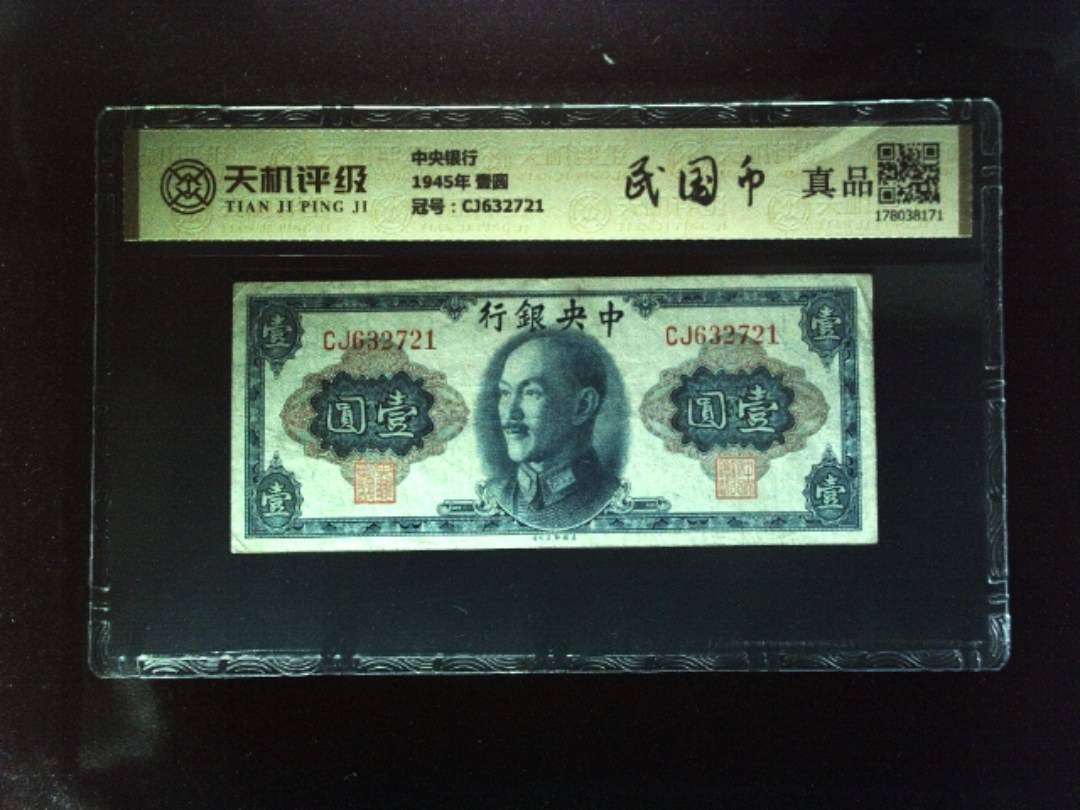 天机评级
TIAN JI PING JI
中央银行
1945年 壹圆
冠号：CJ632721
民国币
真品
178038171
行銀央中
CJ632721
CJ632721
壹
壹
圓壹
圓壹
壹
壹